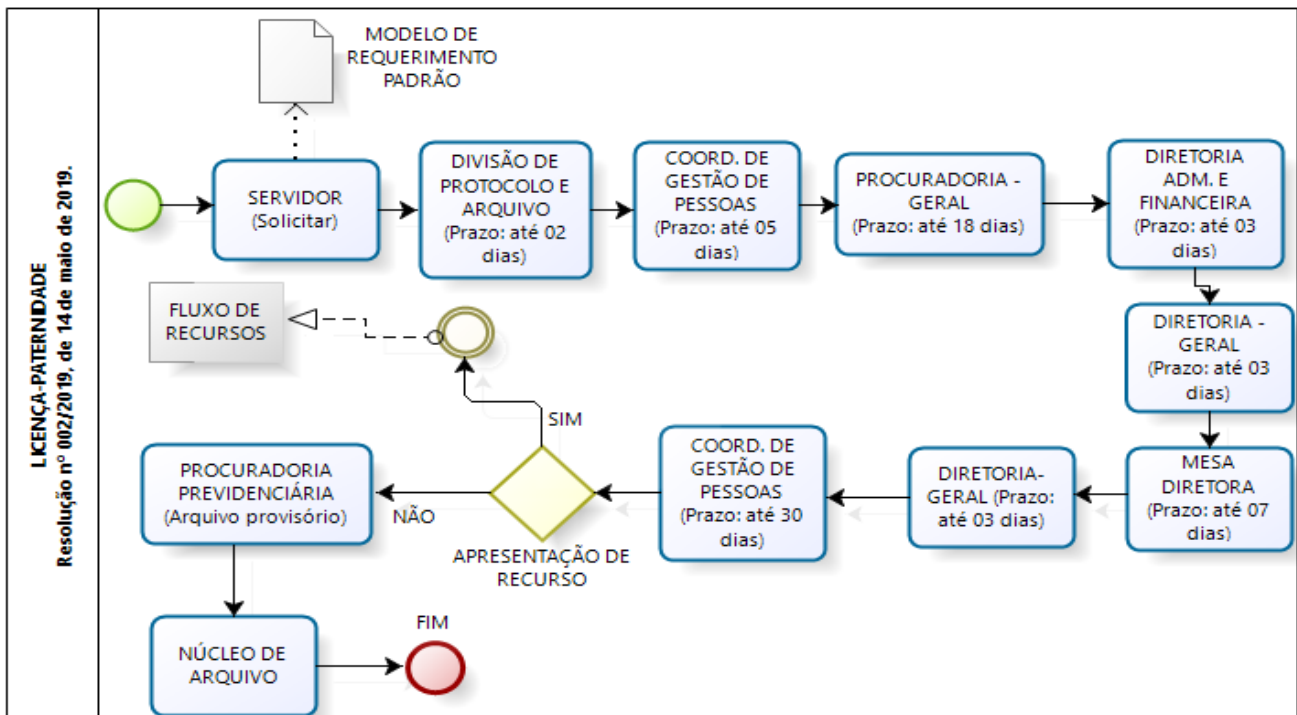 LICENÇA-PATERNIDADE
Resolução nº 002/2019, de 14 de maio de 2019.
MODELO DE
REQUERIMENTO
PADRÃO
SERVIDOR
(Solicitar)
DIVISÃO DE
PROTOCOLO E
ARQUIVO
(Prazo: até 02
dias)
COORD. DE
GESTÃO DE
PESSOAS
(Prazo: até 05
dias)
PROCURADORIA -
GERAL
(Prazo: até 18 dias)
DIRETORIA
ADM. E
FINANCEIRA
(Prazo: até 03
dias)
DIRETORIA -
GERAL
(Prazo: até 03
dias)
MESA
DIRETORA
(Prazo: até 07
dias)
DIRETORIA-
GERAL (Prazo:
até 03 dias)
COORD. DE
GESTÃO DE
PESSOAS
(Prazo: até 30
dias)
APRESENTAÇÃO DE
RECURSO
SIM
FLUXO DE
RECURSOS
NÃO
PROCURADORIA
PREVIDENCIÁRIA
(Arquivo provisório)
NÚCLEO DE
ARQUIVO
FIM